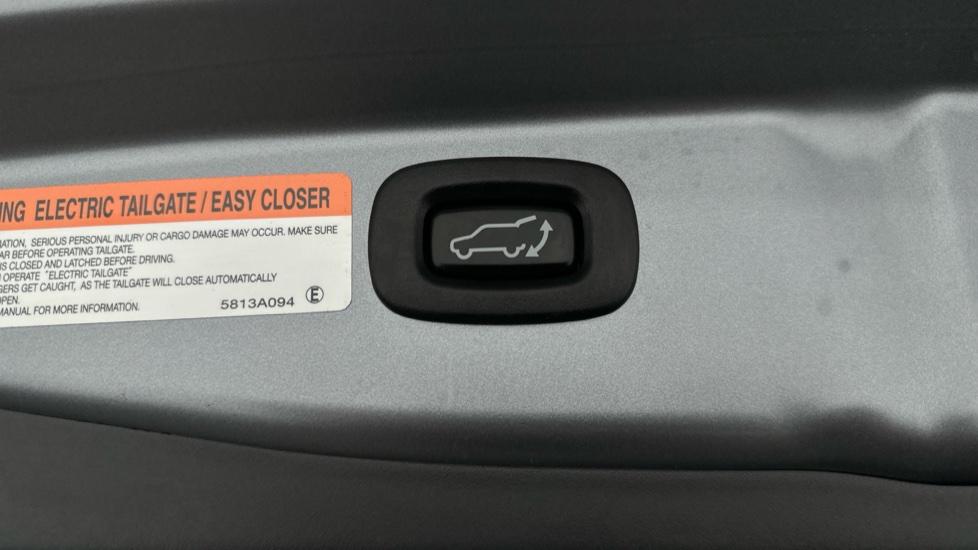 ING ELECTRIC TAILGATE / EASY CLOSER
RATION, SERIOUS PERSONAL INJURY OR CARGO DAMAGE MAY OCCUR. MAKE SURE
AR BEFORE OPERATING TAILGATE.
IS CLOSED AND LATCHED BEFORE DRIVING.
OPERATE "ELECTRIC TAILGATE"
GERS GET CAUGHT, AS THE TAILGATE WILL CLOSE AUTOMATICALLY
OPEN.
MANUAL FOR MORE INFORMATION.
5813A094 Ⓔ